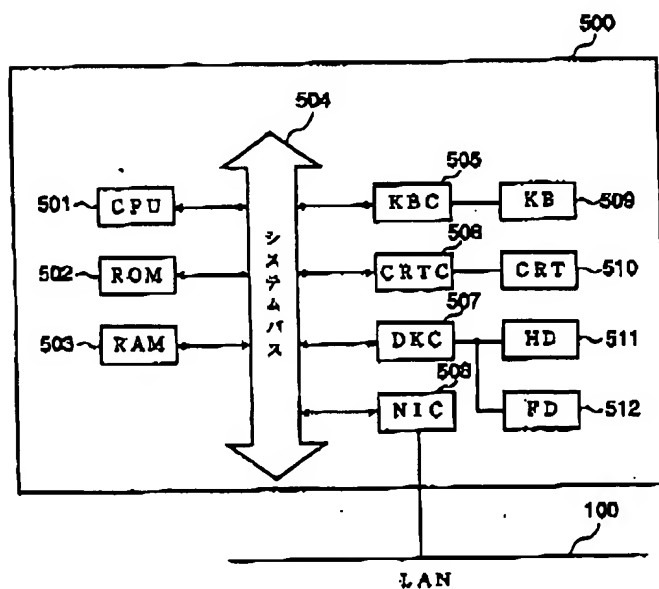 500
504
501 CPU
505
KBC KB 509
502 ROM
506
CRTC CRT 510
503 RAM
507
DKC HD 511
508
NIC FD 512
システムバス
100
LAN